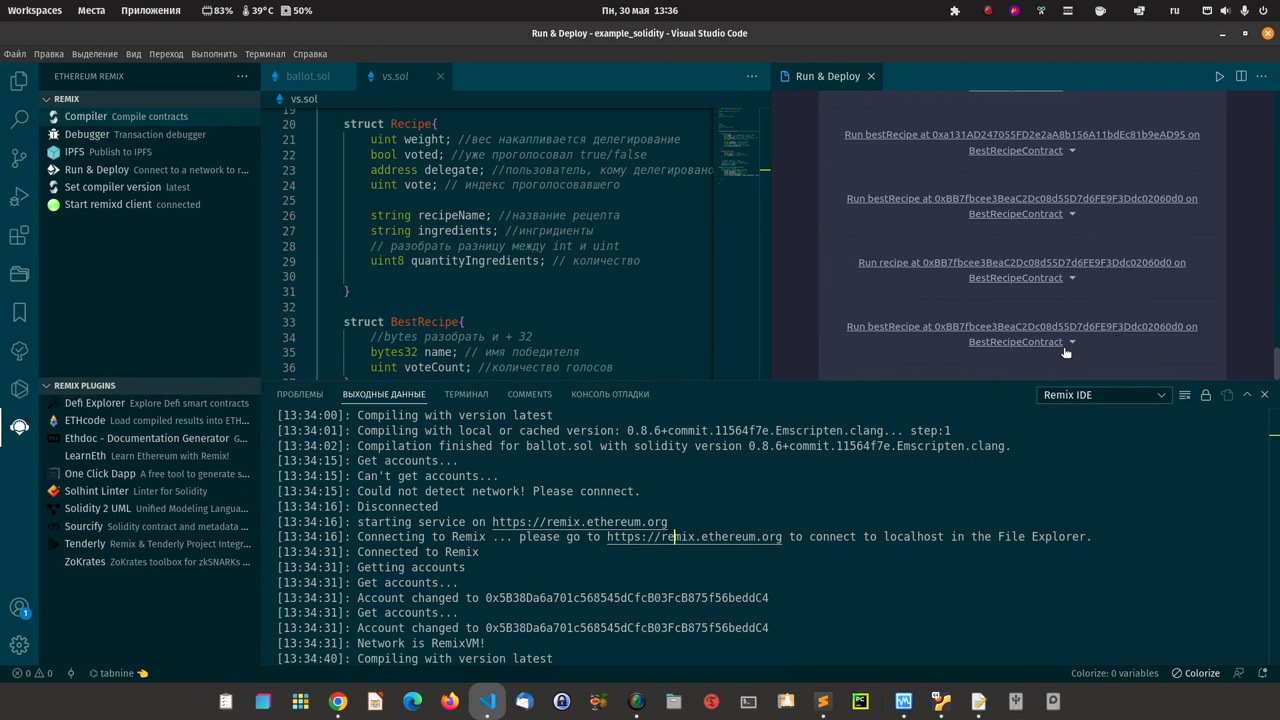 Workspaces Места Приложения 83% 39°C 50% Пн, 30 мая 13:36 ru
Run & Deploy - example_solidity - Visual Studio Code
Файл Правка Выделение Вид Переход Выполнить Терминал Справка
ETHEREUM REMIX
REMIX
Compiler Compile contracts
Debugger Transaction debugger
IPFS Publish to IPFS
Run & Deploy Connect to a network to r...
Set compiler version latest
Start remixd client connected
REMIX PLUGINS
Defi Explorer Explore Defi smart contracts
ETHcode Load compiled results into ETH...
Ethdoc - Documentation Generator G...
LearnEth Learn Ethereum with Remix!
One Click Dapp A free tool to generate s...
Solhint Linter Linter for Solidity
Solidity 2 UML Unified Modeling Languag...
Sourcify Solidity contract and metadata ...
Tenderly Remix & Tenderly Project Imp...
ZoKrates ZoKrates toolbox for zkSNARKs ...
1
ballot.sol vs.sol
vs.sol
19
20 struct Recipe{
21 uint weight; //вес накапливается делегирование
22 bool voted; //уже проголосовал true/false
23 address delegate; //пользователь, кому делегировано
24 uint vote; // индекс проголосовавшего
25
26 string recipeName; //название рецепта
27 string ingredients; //ингридиенты
28 // разобрать разницу между int и uint
29 uint8 quantityIngredients; // количество
30
31 }
32
33 struct BestRecipe{
34 //bytes разобрать и + 32
35 bytes32 name; // имя победителя
36 uint voteCount; //количество голосов
37 }
Run & Deploy
Run bestRecipe at 0xa131AD247055FD2e2aA8b156A11bdEc81b9eAD95 on
BestRecipeContract
Run bestRecipe at 0xBB7fbcee3BeaC2Dc08d55D7d6FE9F3Ddc02060d0 on
BestRecipeContract
Run recipe at 0xBB7fbcee3BeaC2Dc08d55D7d6FE9F3Ddc02060d0 on
BestRecipeContract
Run bestRecipe at 0xBB7fbcee3BeaC2Dc08d55D7d6FE9F3Ddc02060d0 on
BestRecipeContract
ПРОБЛЕМЫ ВЫХОДНЫЕ ДАННЫЕ ТЕРМИНАЛ COMMENTS КОНСОЛЬ ОТЛАДКИ Remix IDE
[13:34:00]: Compiling with version latest
[13:34:01]: Compiling with local or cached version: 0.8.6+commit.11564f7e.Emscripten.clang... step:1
[13:34:02]: Compilation finished for ballot.sol with solidity version 0.8.6+commit.11564f7e.Emscripten.clang.
[13:34:15]: Get accounts...
[13:34:15]: Can't get accounts...
[13:34:15]: Could not detect network! Please connnect.
[13:34:16]: Disconnected
[13:34:16]: starting service on https://remix.ethereum.org
[13:34:16]: Connecting to Remix ... please go to https://remix.ethereum.org to connect to localhost in the File Explorer.
[13:34:31]: Connected to Remix
[13:34:31]: Getting accounts
[13:34:31]: Get accounts...
[13:34:31]: Account changed to 0x5B38Da6a701c568545dCfcB03FcB875f56beddC4
[13:34:31]: Get accounts...
[13:34:31]: Account changed to 0x5B38Da6a701c568545dCfcB03FcB875f56beddC4
[13:34:31]: Network is RemixVM!
[13:34:40]: Compiling with version latest
0 0 tabnine Colorize: 0 variables Colorize